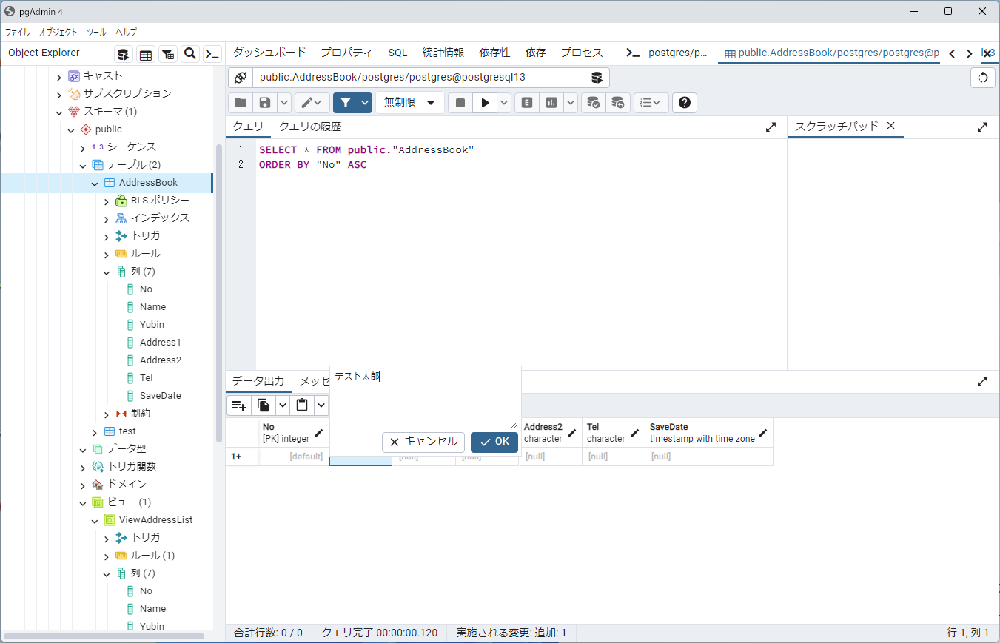 pgAdmin 4
ファイル オブジェクト ツール ヘルプ
Object Explorer
ダッシュボード プロパティ SQL 統計情報 依存性 依存 プロセス postgres/p... public.AddressBook/postgres/postgres@p l13
キャスト
サブスクリプション
スキーマ (1)
public
1..3 シーケンス
テーブル (2)
AddressBook
RLS ポリシー
インデックス
トリガ
ルール
列 (7)
No
Name
Yubin
Address1
Address2
Tel
SaveDate
制約
test
データ型
トリガ関数
ドメイン
ビュー (1)
ViewAddressList
トリガ
ルール (1)
列 (7)
No
Name
Yubin
public.AddressBook/postgres/postgres@postgresql13
無制限 E
クエリ クエリの履歴
スクラッチパッド
1 SELECT * FROM public."AddressBook"
2 ORDER BY "No" ASC
データ出力 メッセ
テスト太郎
キャンセル OK
No
[PK] integer
Address2
character
Tel
character
SaveDate
timestamp with time zone
1+ [default] [null] [null] [null] [null] [null]
合計行数: 0 / 0 クエリ完了 00:00:00.120 実施される変更: 追加: 1 行 1, 列 1